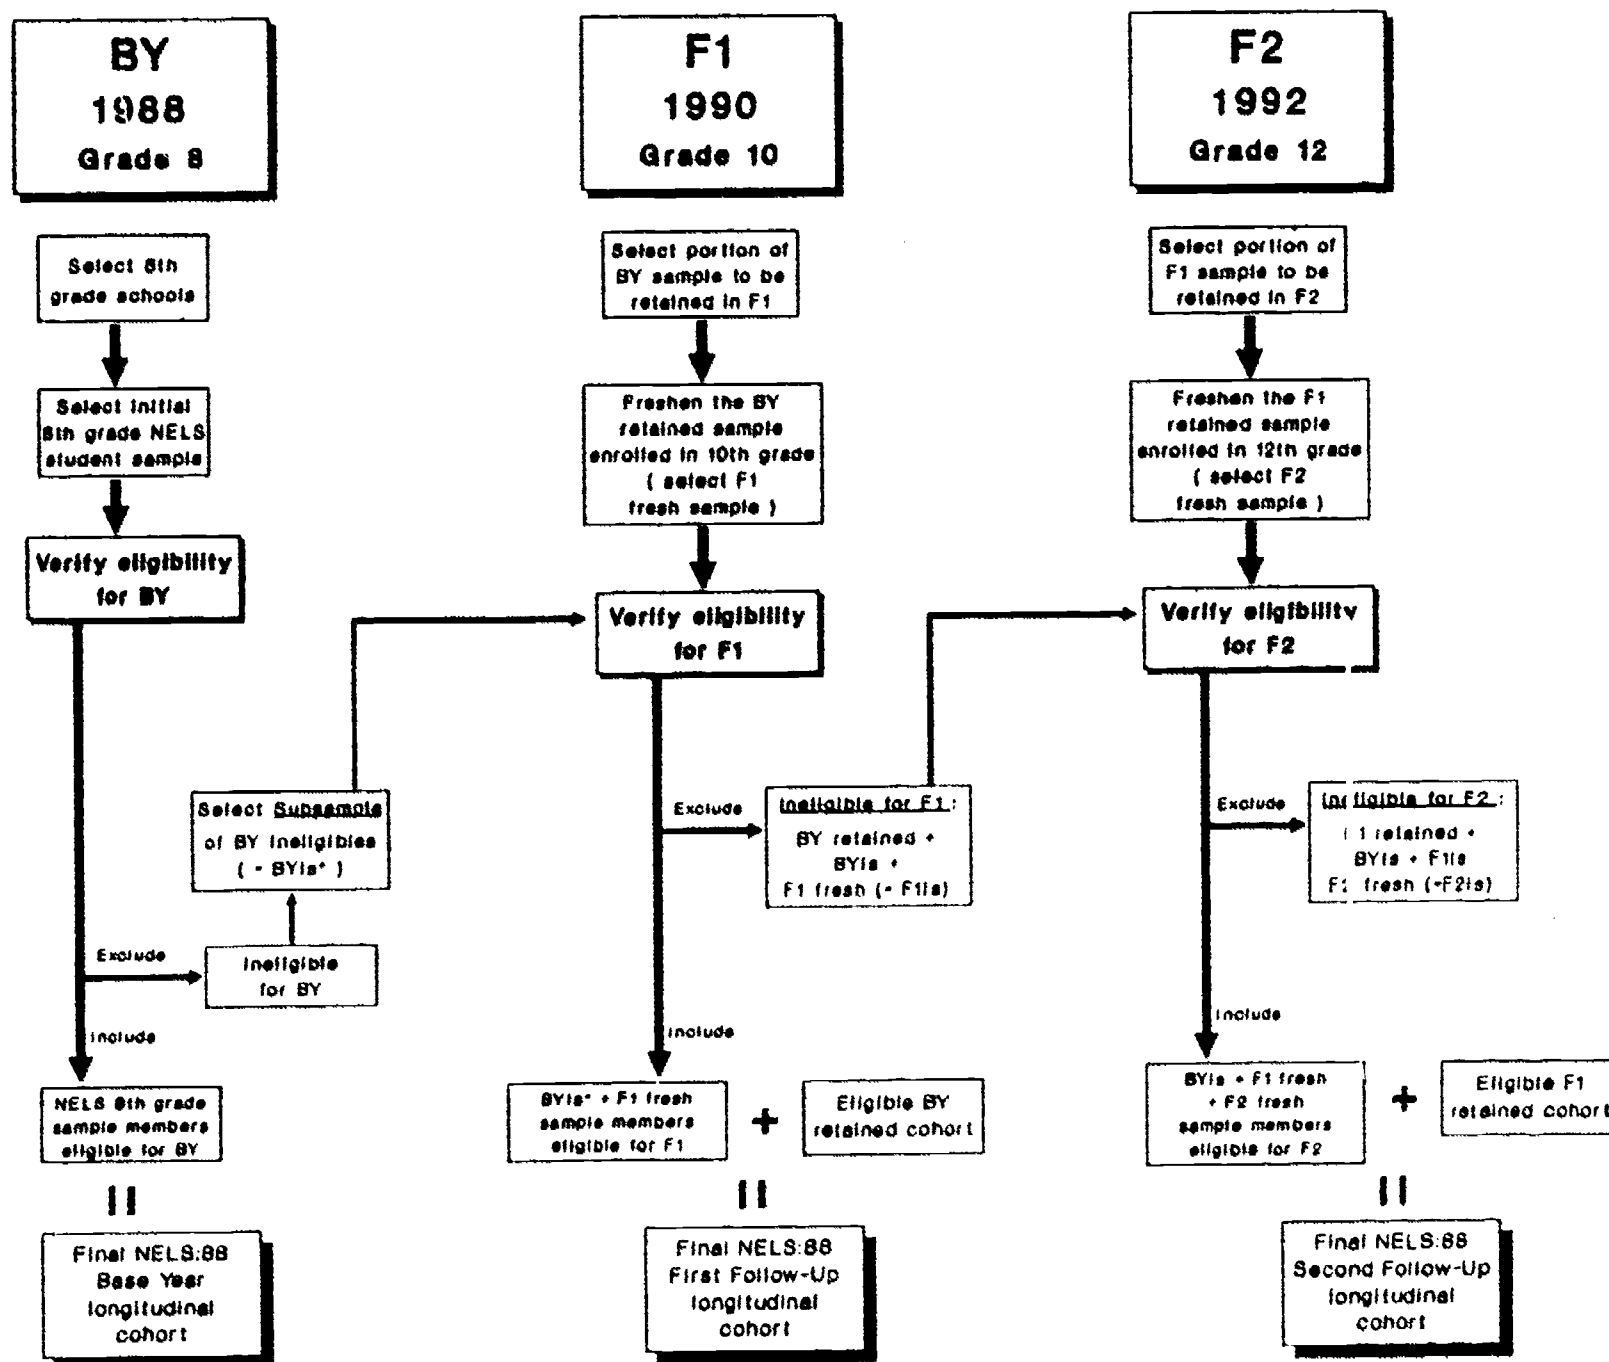 BY
1988
Grade 8
Select 8th
grade schools
Select initial
8th grade NELS
student sample
Verify eligibility
for BY
Select Subsample
of BY Ineligibles
( - BYIs* )
Exclude
Ineligible
for BY
Include
NELS 8th grade
sample members
eligible for BY
=
Final NELS:88
Base Year
longitudinal
cohort
F1
1990
Grade 10
Select portion of
BY sample to be
retained in F1
Freshen the BY
retained sample
enrolled in 10th grade
( select F1
fresh sample )
Verify eligibility
for F1
Exclude
Ineligible for F1 :
BY retained +
BYIs +
F1 fresh (- F1Is)
Include
BYIs* + F1 fresh
sample members
eligible for F1
+
Eligible BY
retained cohort
=
Final NELS:88
First Follow-Up
longitudinal
cohort
F2
1992
Grade 12
Select portion of
F1 sample to be
retained in F2
Freshen the F1
retained sample
enrolled in 12th grade
( select F2
fresh sample )
Verify eligibility
for F2
Exclude
Ineligible for F2 :
retained +
BYIs + F1Is
fresh (-F2Is)
Include
BYIs + F1 fresh
+ F2 fresh
sample members
eligible for F2
+
Eligible F1
retained cohort
=
Final NELS:88
Second Follow-Up
longitudinal
cohort